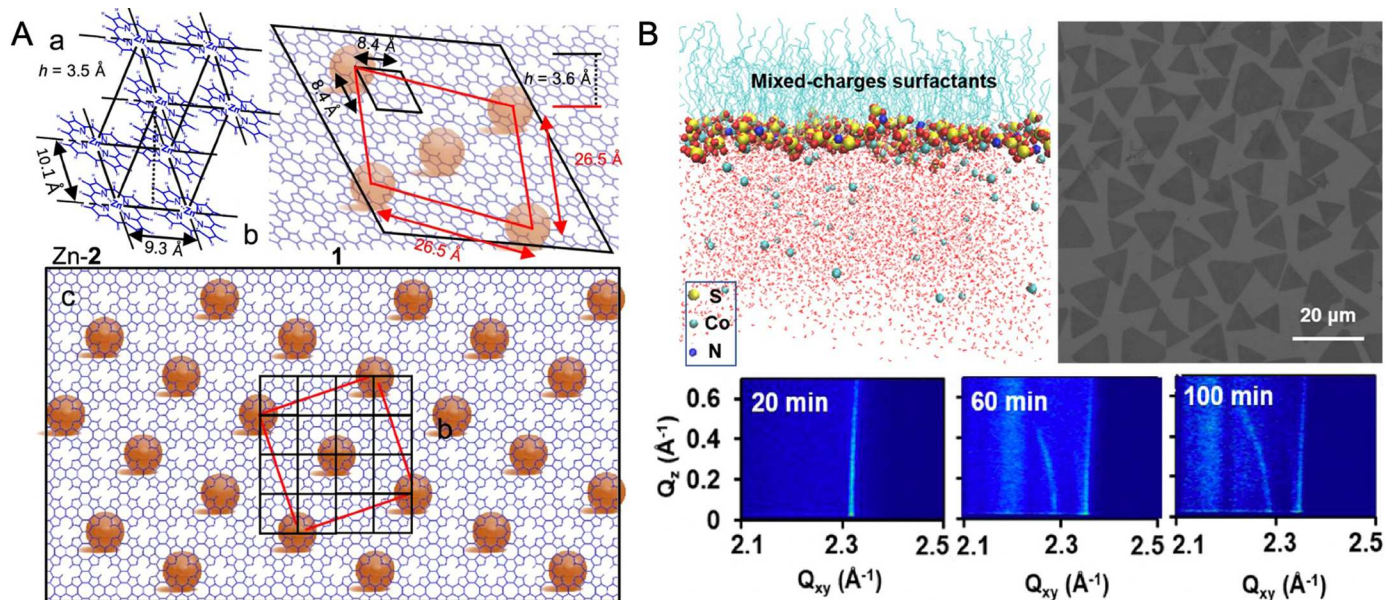 A
a
h = 3.5 Å
10.1 Å
9.3 Å
Zn-2
b
8.4 Å
8.4 Å
h = 3.6 Å
26.5 Å
26.5 Å
1
c
b
B
Mixed-charges surfactants
S
Co
N
20 µm
20 min
60 min
100 min
Qz (Å-1)
0.6
0.4
0.2
0
2.1 2.3 2.5
2.1 2.3 2.5
2.1 2.3 2.5
Qxy (Å-1)
Qxy (Å-1)
Qxy (Å-1)